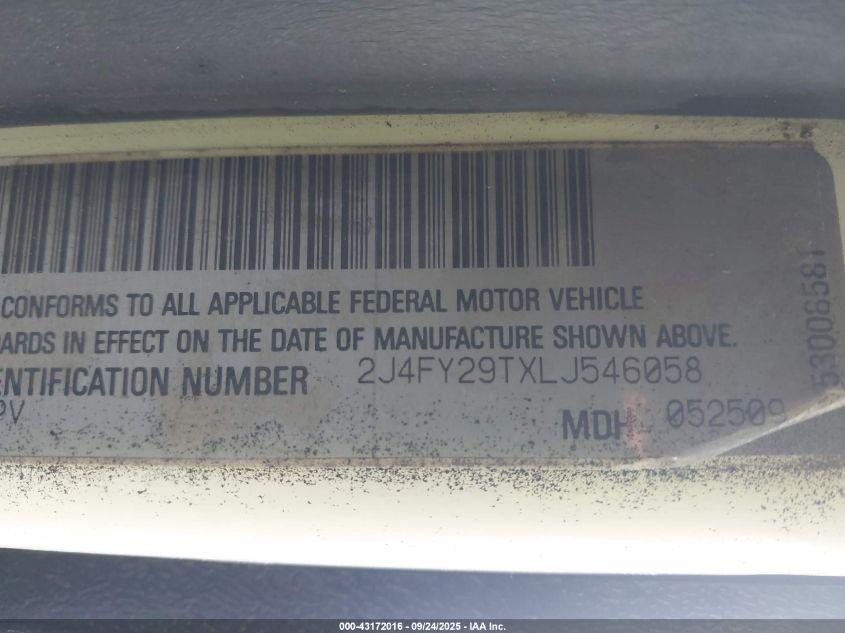 CONFORMS TO ALL APPLICABLE FEDERAL MOTOR VEHICLE
ARDS IN EFFECT ON THE DATE OF MANUFACTURE SHOWN ABOVE.
ENTIFICATION NUMBER 2J4FY29TXLJ546058
PV
MDH 052509
53006581
000-43172016 - 09/24/2025 - IAA Inc.